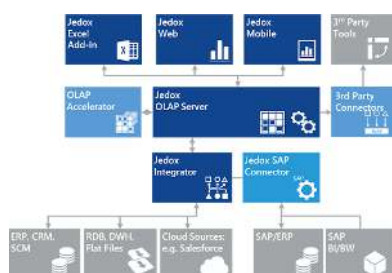 Jedox
Excel
Add-In
Jedox
Web
Jedox
Mobile
3rd Party
Tools
OLAP
Accelerator
Jedox
OLAP Server
3rd Party
Connectors
Jedox
Integrator
Jedox SAP
Connector
SAP
ERP, CRM,
SCM
RDB, DWH,
Flat Files
Cloud Sources:
e.g. Salesforce
SAP/ERP
SAP
BI/BW